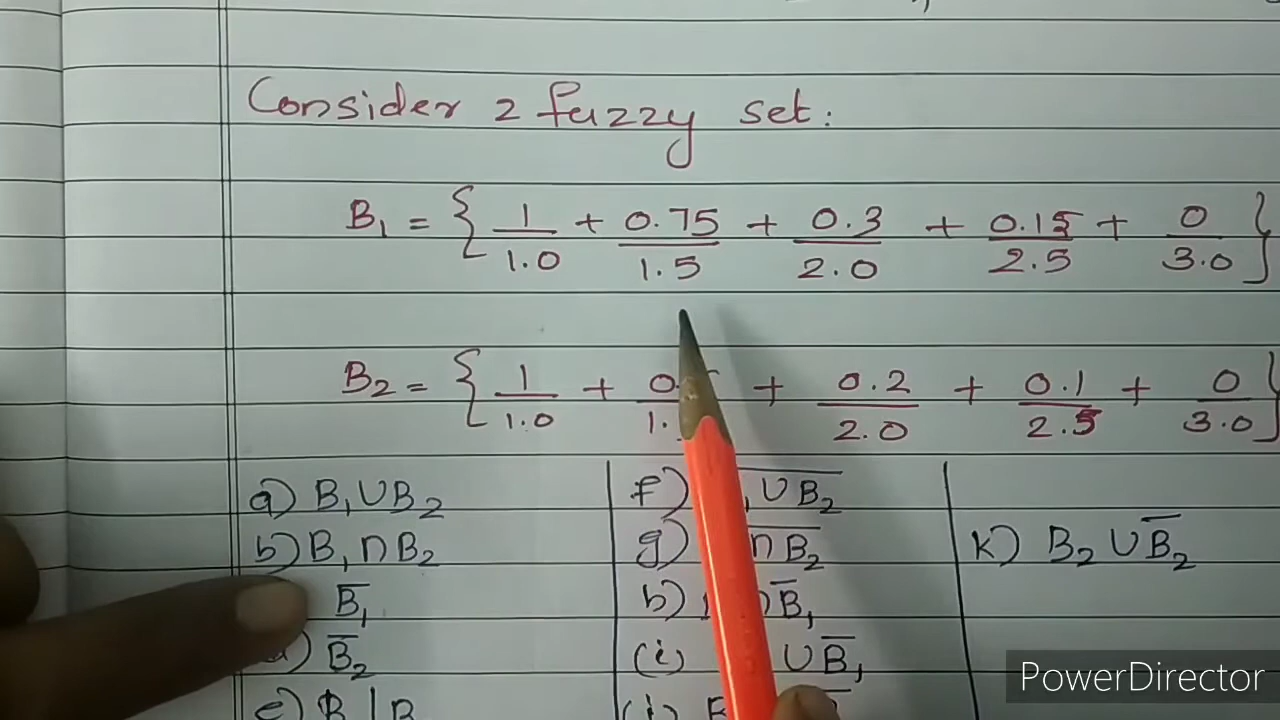 Consider 2 fuzzy set:
B₁ = { 1/1.0 + 0.75/1.5 + 0.3/2.0 + 0.15/2.5 + 0/3.0 }
B₂ = { 1/1.0 + 0. /1. + 0.2/2.0 + 0.1/2.5 + 0/3.0 }
a) B₁ ∪ B₂
b) B₁ ∩ B₂
B̅₁
d) B̅₂
e) B | B
f) ∪ B₂
g) ∩ B₂
b) ∩ B̅₁
(i) ∪ B̅₁
(j) B
k) B₂ ∪ B̅₂
PowerDirector